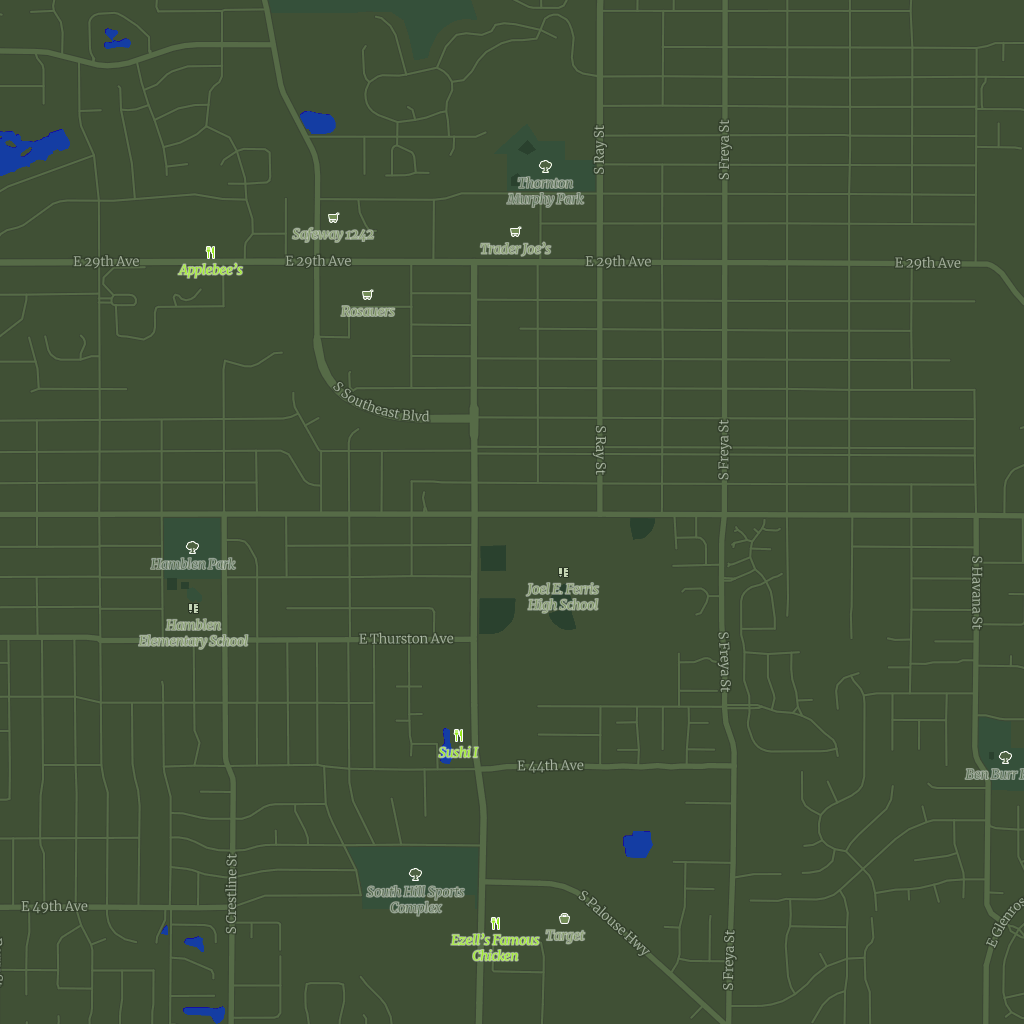 S Ray St
S Freya St
Thornton
Murphy Park
Safeway 1242
Trader Joe's
E 29th Ave
Applebee's
E 29th Ave
E 29th Ave
E 29th Ave
Rosauers
S Southeast Blvd
S Ray St
S Freya St
Hamblen Park
Joel E. Ferris
High School
S Havana St
Hamblen
Elementary School
E Thurston Ave
S Freya St
Sushi I
E 44th Ave
Ben Burr
South Hill Sports
Complex
S Crestline St
E 49th Ave
Ezell's Famous
Chicken
Target
S Palouse Hwy
S Freya St
E Glenros